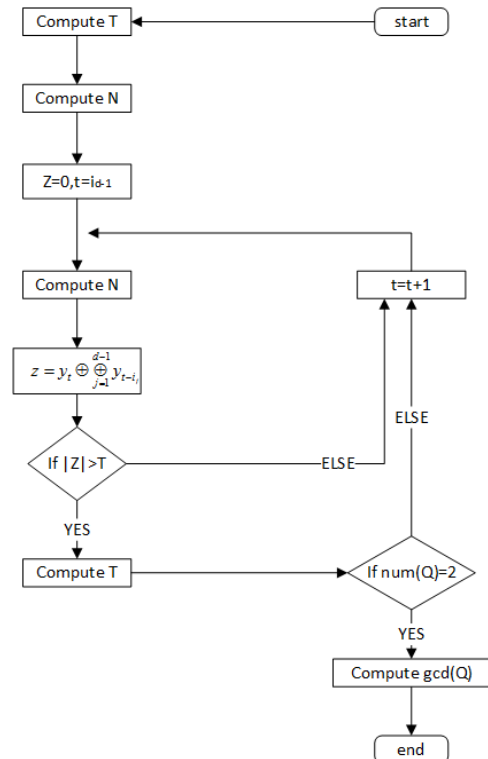 start
Compute T
Compute N
Z=0,t=i_{d-1}
Compute N
t=t+1
z = y_t ⊕ ⊕_{j=1}^{d-1} y_{t-i_j}
If |Z|>T
ELSE
ELSE
YES
Compute T
If num(Q)=2
YES
Compute gcd(Q)
end